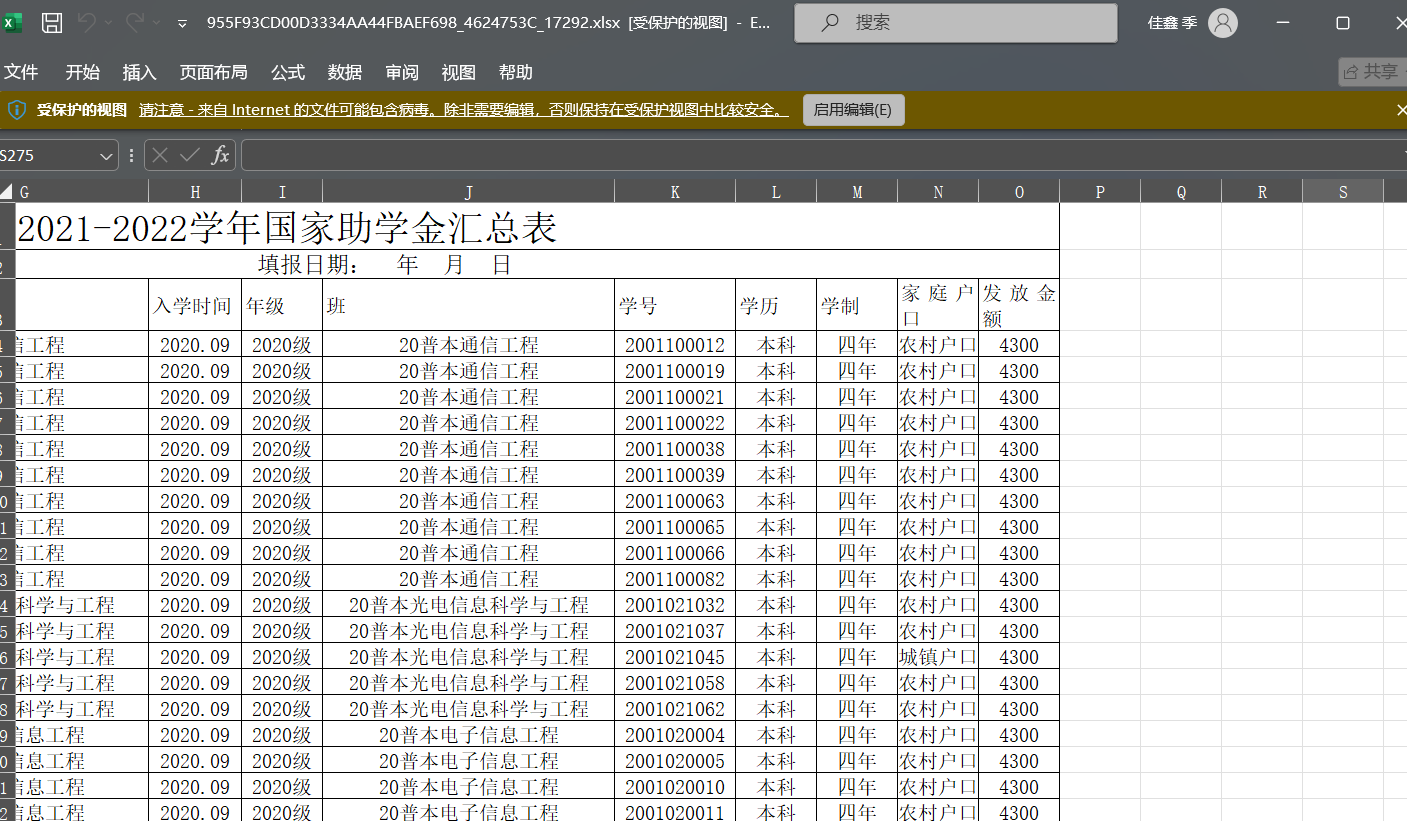 955F93CD00D3334AA44FBAEF698_4624753C_17292.xlsx [受保护的视图] - E...
搜索
佳鑫 季
文件 开始 插入 页面布局 公式 数据 审阅 视图 帮助
共享
受保护的视图 请注意 - 来自 Internet 的文件可能包含病毒。除非需要编辑，否则保持在受保护视图中比较安全。 启用编辑(E)
S275 fx
G H I J K L M N O P Q R S
2021-2022学年国家助学金汇总表
填报日期： 年 月 日
入学时间 年级 班 学号 学历 学制 家庭户口 发放金额
工程 2020.09 2020级 20普本通信工程 2001100012 本科 四年 农村户口 4300
工程 2020.09 2020级 20普本通信工程 2001100019 本科 四年 农村户口 4300
工程 2020.09 2020级 20普本通信工程 2001100021 本科 四年 农村户口 4300
工程 2020.09 2020级 20普本通信工程 2001100022 本科 四年 农村户口 4300
工程 2020.09 2020级 20普本通信工程 2001100038 本科 四年 农村户口 4300
工程 2020.09 2020级 20普本通信工程 2001100039 本科 四年 农村户口 4300
工程 2020.09 2020级 20普本通信工程 2001100063 本科 四年 农村户口 4300
工程 2020.09 2020级 20普本通信工程 2001100065 本科 四年 农村户口 4300
工程 2020.09 2020级 20普本通信工程 2001100066 本科 四年 农村户口 4300
工程 2020.09 2020级 20普本通信工程 2001100082 本科 四年 农村户口 4300
科学与工程 2020.09 2020级 20普本光电信息科学与工程 2001021032 本科 四年 农村户口 4300
科学与工程 2020.09 2020级 20普本光电信息科学与工程 2001021037 本科 四年 农村户口 4300
科学与工程 2020.09 2020级 20普本光电信息科学与工程 2001021045 本科 四年 城镇户口 4300
科学与工程 2020.09 2020级 20普本光电信息科学与工程 2001021058 本科 四年 农村户口 4300
科学与工程 2020.09 2020级 20普本光电信息科学与工程 2001021062 本科 四年 农村户口 4300
息工程 2020.09 2020级 20普本电子信息工程 2001020004 本科 四年 农村户口 4300
息工程 2020.09 2020级 20普本电子信息工程 2001020005 本科 四年 农村户口 4300
息工程 2020.09 2020级 20普本电子信息工程 2001020010 本科 四年 农村户口 4300
息工程 2020.09 2020级 20普本电子信息工程 2001020011 本科 四年 农村户口 4300